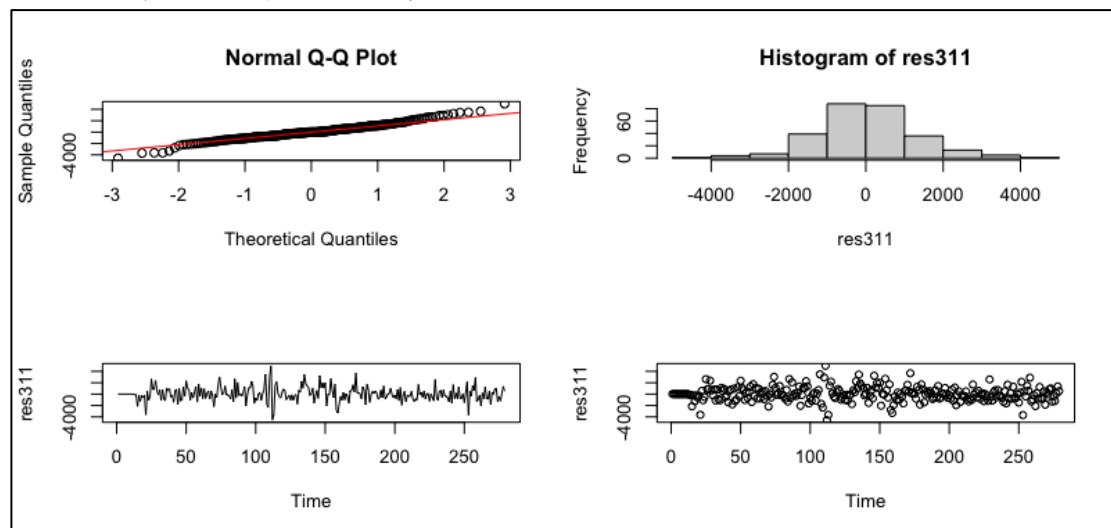 Normal Q-Q Plot
Sample Quantiles
-4000
-3 -2 -1 0 1 2 3
Theoretical Quantiles
Histogram of res311
Frequency
0 60
-4000 -2000 0 2000 4000
res311
res311
-4000
0 50 100 150 200 250
Time
res311
-4000
0 50 100 150 200 250
Time